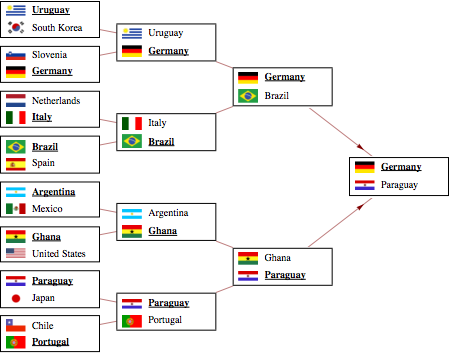 Uruguay
South Korea
Slovenia
Germany
Netherlands
Italy
Brazil
Spain
Argentina
Mexico
Ghana
United States
Paraguay
Japan
Chile
Portugal
Uruguay
Germany
Italy
Brazil
Argentina
Ghana
Paraguay
Portugal
Germany
Brazil
Ghana
Paraguay
Germany
Paraguay